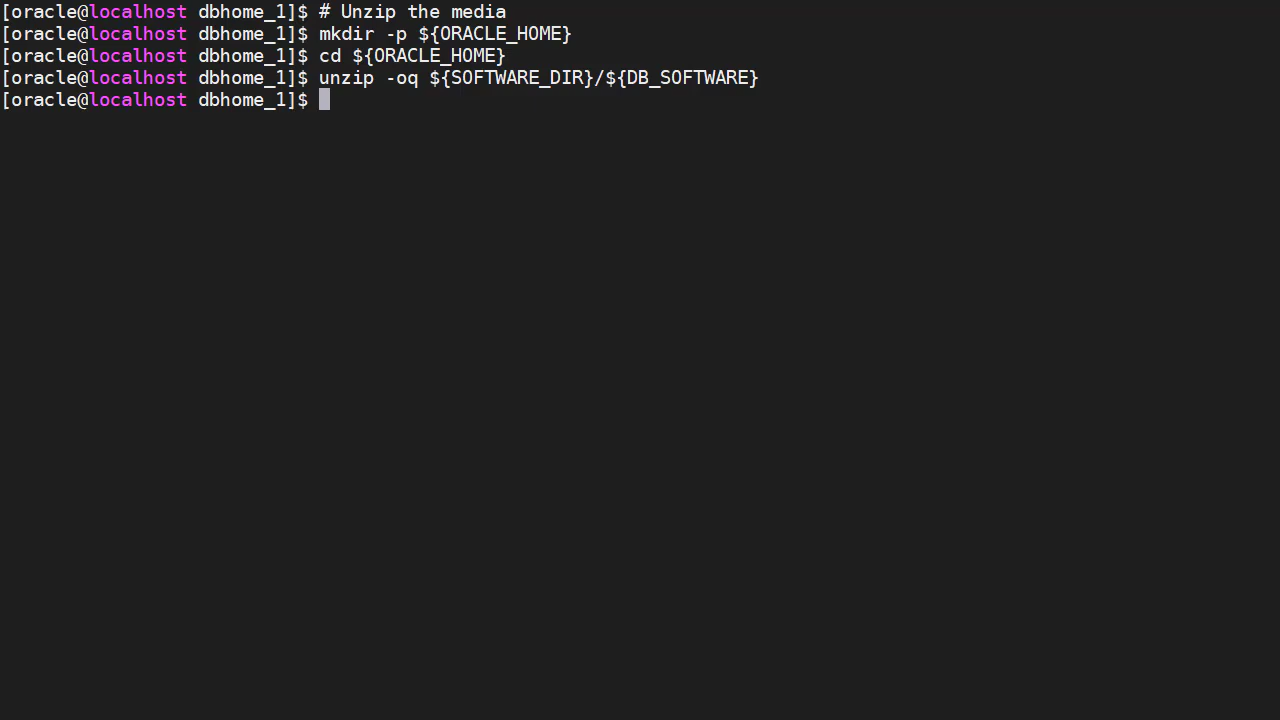 [oracle@localhost dbhome_1]$ # Unzip the media
[oracle@localhost dbhome_1]$ mkdir -p ${ORACLE_HOME}
[oracle@localhost dbhome_1]$ cd ${ORACLE_HOME}
[oracle@localhost dbhome_1]$ unzip -oq ${SOFTWARE_DIR}/${DB_SOFTWARE}
[oracle@localhost dbhome_1]$